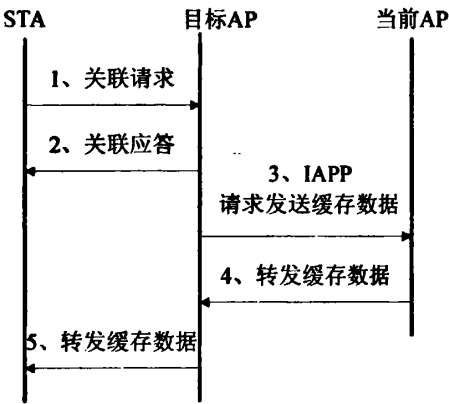 STA 目标AP 当前AP
1、关联请求
2、关联应答
3、IAPP
请求发送缓存数据
4、转发缓存数据
5、转发缓存数据